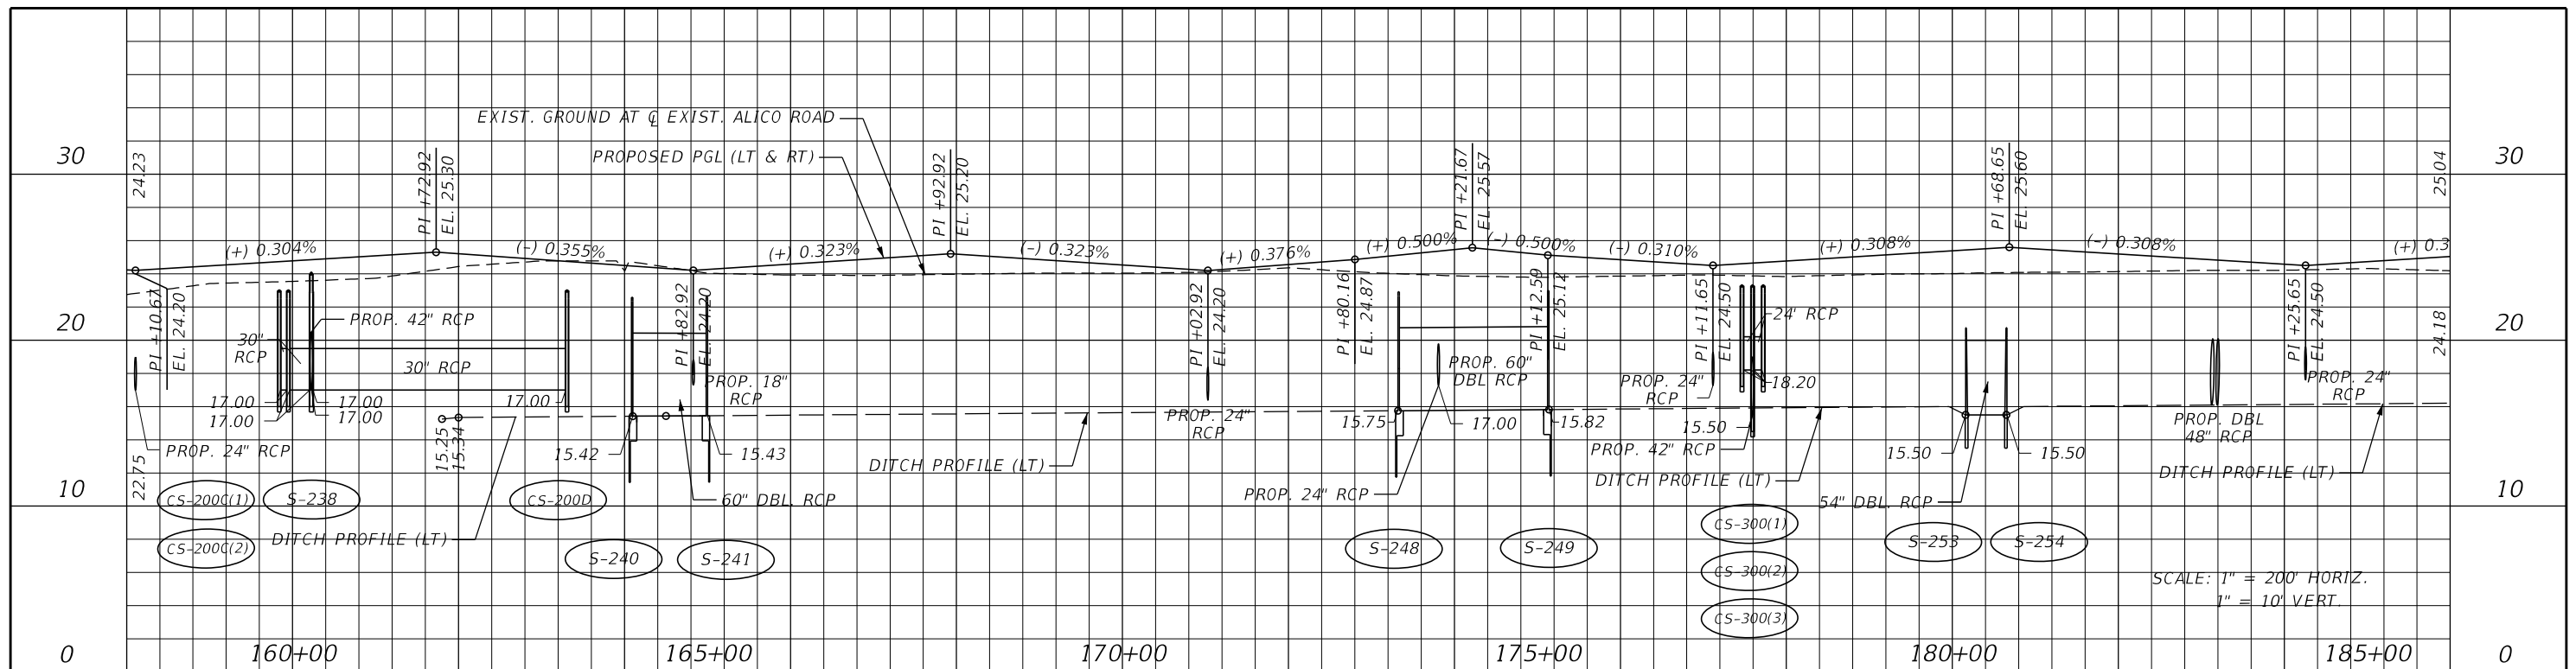 EXIST. GROUND AT ℄ EXIST. ALICO ROAD
PROPOSED PGL (LT & RT)
30
30
24.23
PI +72.92
EL. 25.30
PI +92.92
EL. 25.20
PI +21.67
EL. 25.57
PI +68.65
EL. 25.60
25.04
(+) 0.304%
(-) 0.355%
(+) 0.323%
(-) 0.323%
(+) 0.376%
(+) 0.500%
(-) 0.500%
(-) 0.310%
(+) 0.308%
(-) 0.308%
(+) 0.3
PI +10.67
EL. 24.20
PI +82.92
EL. 24.20
PI +02.92
EL. 24.20
PI +80.16
EL. 24.87
PI +12.59
EL. 25.12
PI +11.65
EL. 24.50
PI +25.65
EL. 24.50
24.18
20
20
PROP. 42" RCP
30"
RCP
30" RCP
24' RCP
PROP. 60"
DBL RCP
PROP. 18"
RCP
PROP. 24"
RCP
18.20
PROP. 24"
RCP
17.00
17.00
17.00
17.00
17.00
15.25
15.34
PROP. 24"
RCP
15.75
17.00
15.82
15.50
PROP. DBL
48" RCP
PROP. 24" RCP
15.42
15.43
PROP. 42" RCP
15.50
15.50
22.75
DITCH PROFILE (LT)
DITCH PROFILE (LT)
DITCH PROFILE (LT)
10
10
CS-200C(1)
S-238
CS-200D
60" DBL. RCP
PROP. 24" RCP
54" DBL. RCP
CS-200C(2)
DITCH PROFILE (LT)
S-240
S-241
S-248
S-249
CS-300(1)
CS-300(2)
CS-300(3)
S-253
S-254
SCALE: 1" = 200' HORIZ.
1" = 10' VERT.
0
160+00
165+00
170+00
175+00
180+00
185+00
0